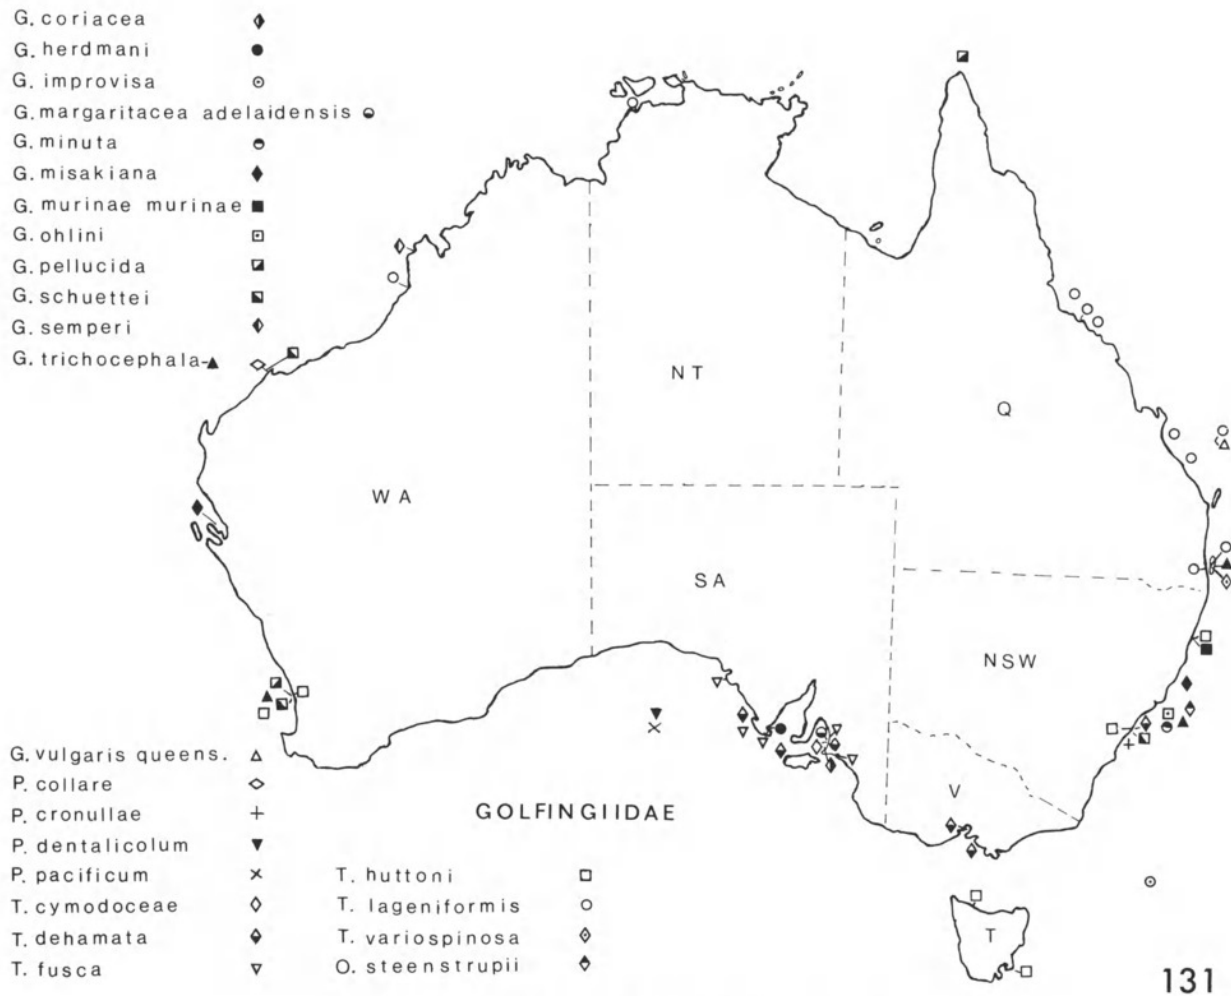 G. coriacea
G. herdmani
G. improvisa
G. margaritacea adelaidensis
G. minuta
G. misakiana
G. murinae murinae
G. ohlini
G. pellucida
G. schuettei
G. semperi
G. trichocephala
NT
Q
WA
SA
NSW
V
T
GOLFINGIIDAE
G. vulgaris queens.
P. collare
P. cronullae
P. dentalicolum
P. pacificum
T. cymodoceae
T. dehamata
T. fusca
T. huttoni
T. lageniformis
T. variospinosa
O. steenstrupii
131